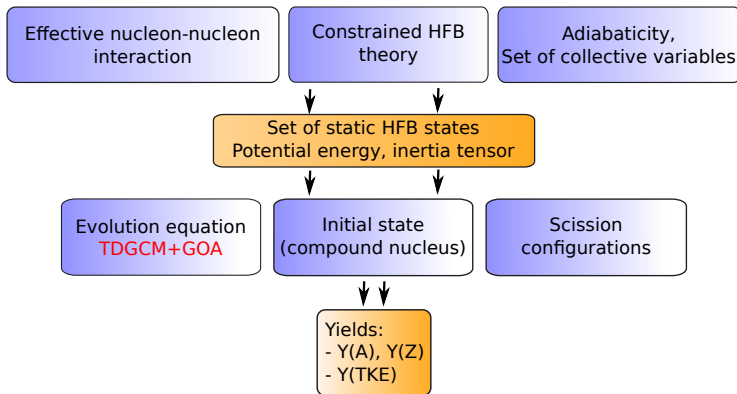 Effective nucleon-nucleon
interaction
Constrained HFB
theory
Adiabaticity,
Set of collective variables
Set of static HFB states
Potential energy, inertia tensor
Evolution equation
TDGCM+GOA
Initial state
(compound nucleus)
Scission
configurations
Yields:
- Y(A), Y(Z)
- Y(TKE)